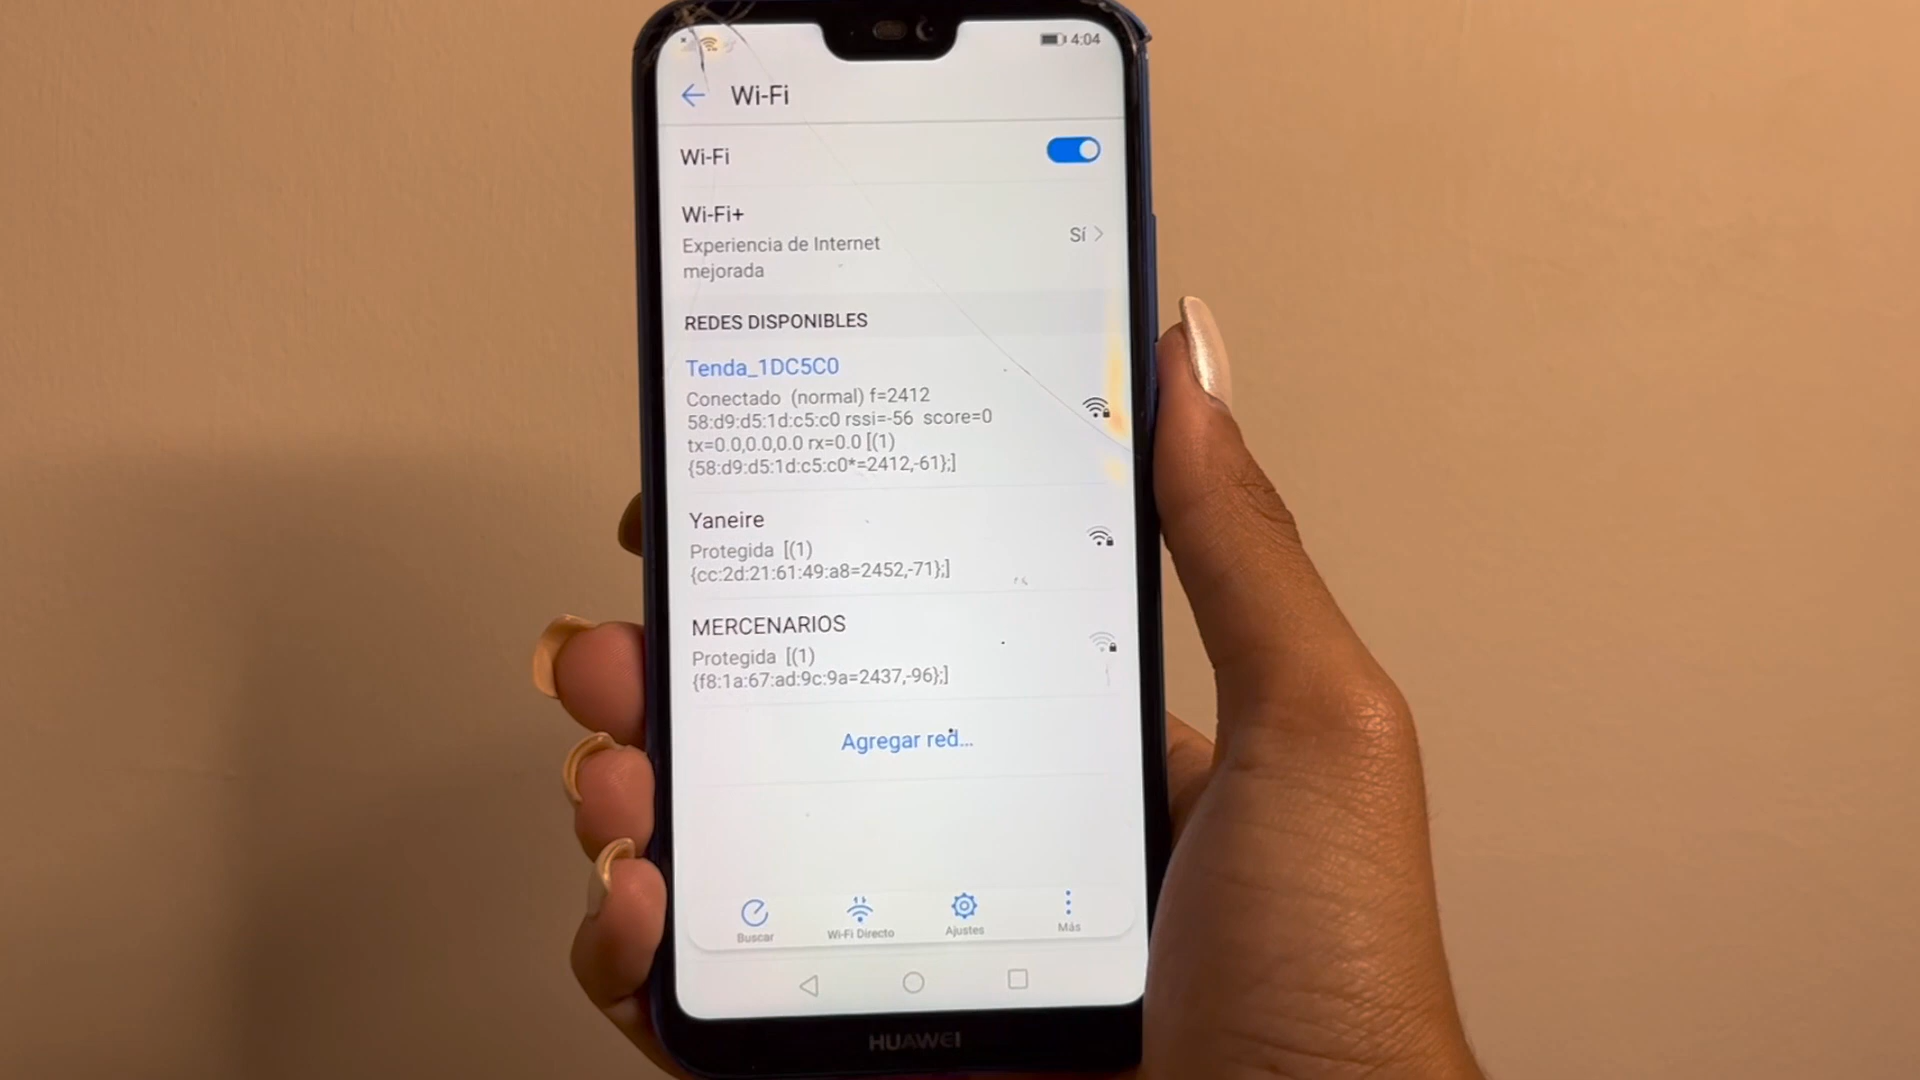 4:04
Wi-Fi
Wi-Fi
Wi-Fi+
Experiencia de Internet
mejorada
Sí
REDES DISPONIBLES
Tenda_1DC5C0
Conectado (normal) f=2412
58:d9:d5:1d:c5:c0 rssi=-56 score=0
tx=0.0,0.0,0.0 rx=0.0 [(1)
{58:d9:d5:1d:c5:c0*=2412,-61};]
Yaneire
Protegida [(1)
{cc:2d:21:61:49:a8=2452,-71};]
MERCENARIOS
Protegida [(1)
{f8:1a:67:ad:9c:9a=2437,-96};]
Agregar red...
Buscar
Wi-Fi Directo
Ajustes
Más
HUAWEI